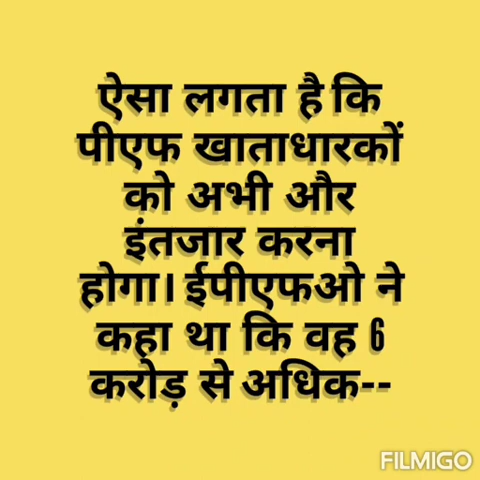 ऐसा लगता है कि
पीएफ खाताधारकों
को अभी और
इंतजार करना
होगा। ईपीएफओ ने
कहा था कि वह 6
करोड़ से अधिक--
FILMIGO